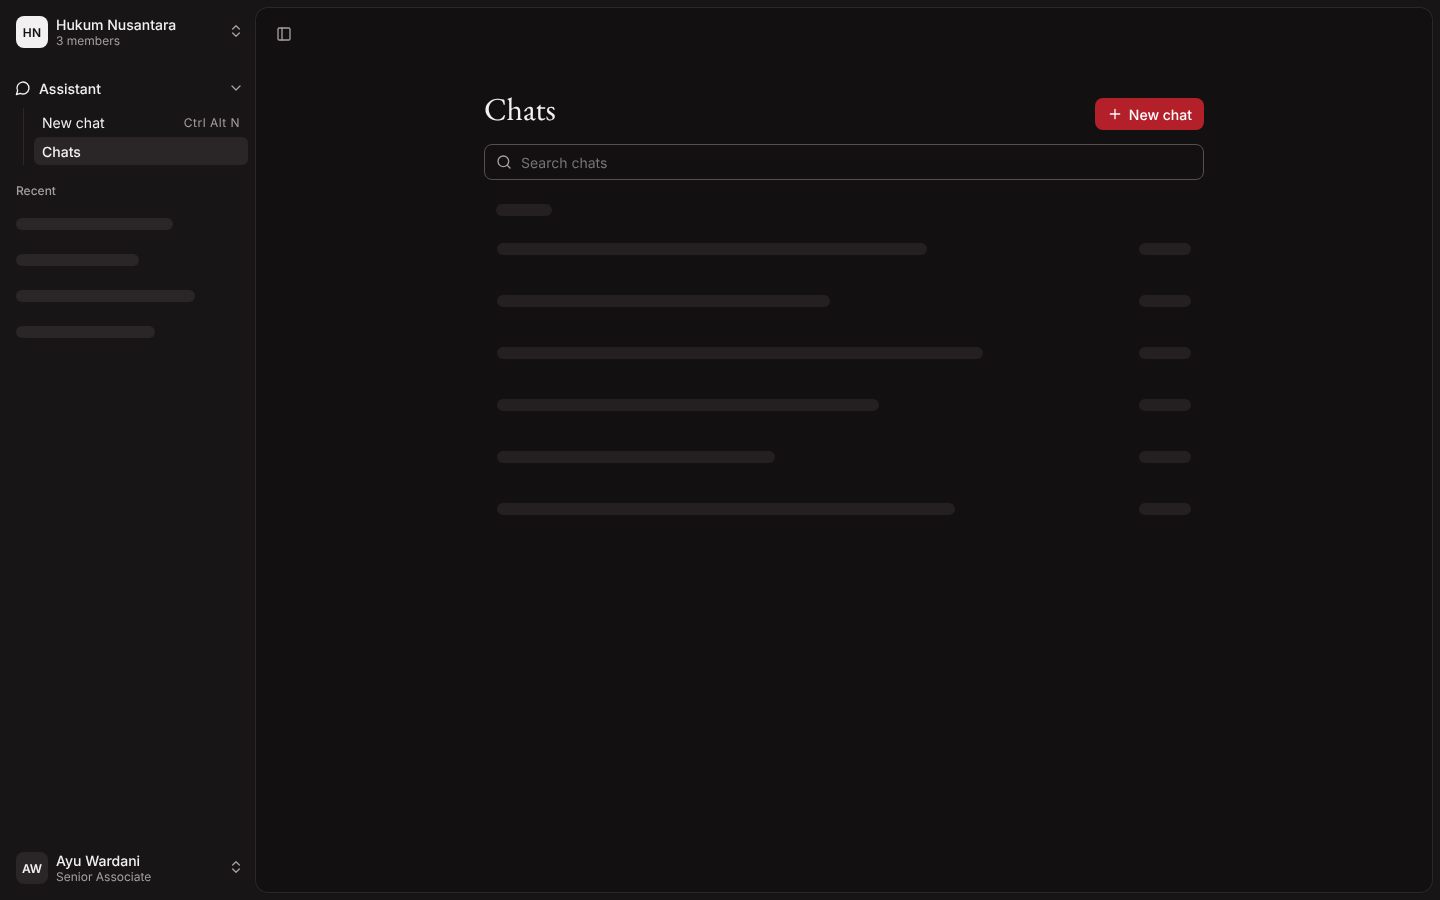 HN
Hukum Nusantara
3 members
Assistant
New chat Ctrl Alt N
Chats
Recent
AW
Ayu Wardani
Senior Associate
Chats
New chat
Search chats